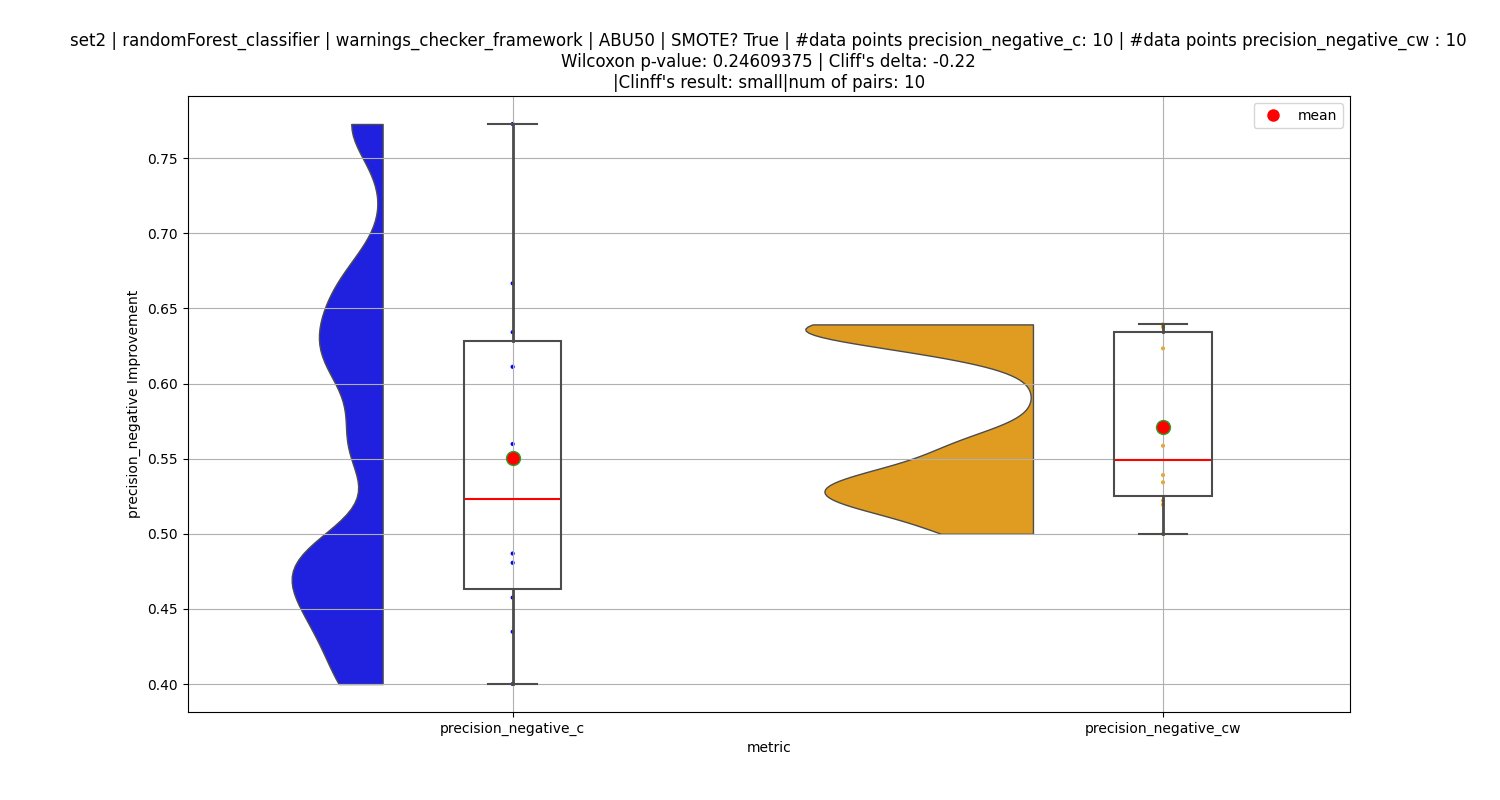 set2 | randomForest_classifier | warnings_checker_framework | ABU50 | SMOTE? True | #data points precision_negative_c: 10 | #data points precision_negative_cw : 10
Wilcoxon p-value: 0.24609375 | Cliff's delta: -0.22
|Clinff's result: small|num of pairs: 10
mean
precision_negative Improvement
0.75
0.70
0.65
0.60
0.55
0.50
0.45
0.40
precision_negative_c
precision_negative_cw
metric